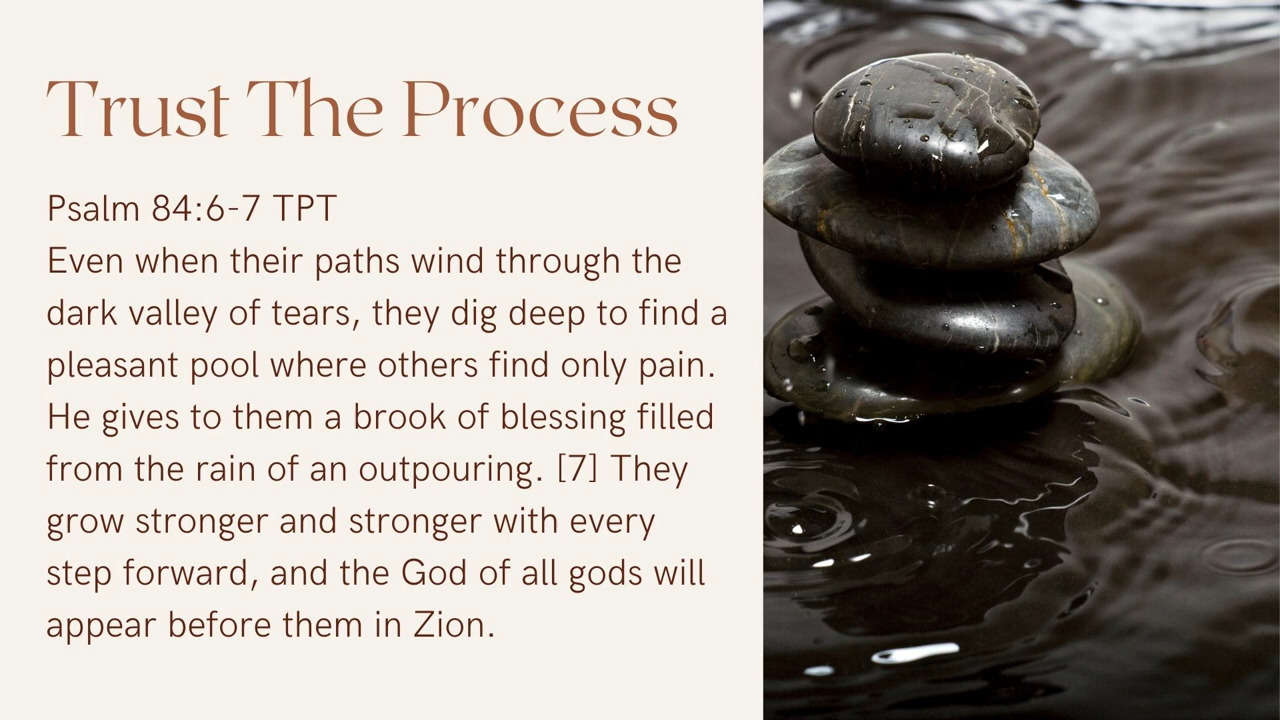 Trust The Process
Psalm 84:6-7 TPT
Even when their paths wind through the
dark valley of tears, they dig deep to find a
pleasant pool where others find only pain.
He gives to them a brook of blessing filled
from the rain of an outpouring. [7] They
grow stronger and stronger with every
step forward, and the God of all gods will
appear before them in Zion.